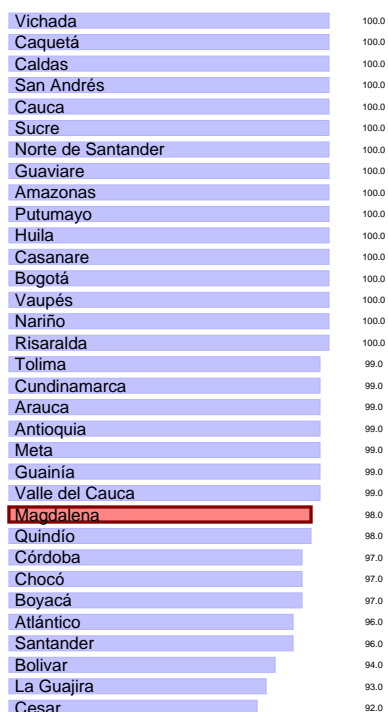 Vichada 100.0
Caquetá 100.0
Caldas 100.0
San Andrés 100.0
Cauca 100.0
Sucre 100.0
Norte de Santander 100.0
Guaviare 100.0
Amazonas 100.0
Putumayo 100.0
Huila 100.0
Casanare 100.0
Bogotá 100.0
Vaupés 100.0
Nariño 100.0
Risaralda 100.0
Tolima 99.0
Cundinamarca 99.0
Arauca 99.0
Antioquia 99.0
Meta 99.0
Guainía 99.0
Valle del Cauca 99.0
Magdalena 98.0
Quindío 98.0
Córdoba 97.0
Chocó 97.0
Boyacá 97.0
Atlántico 96.0
Santander 96.0
Bolivar 94.0
La Guajira 93.0
Cesar 92.0